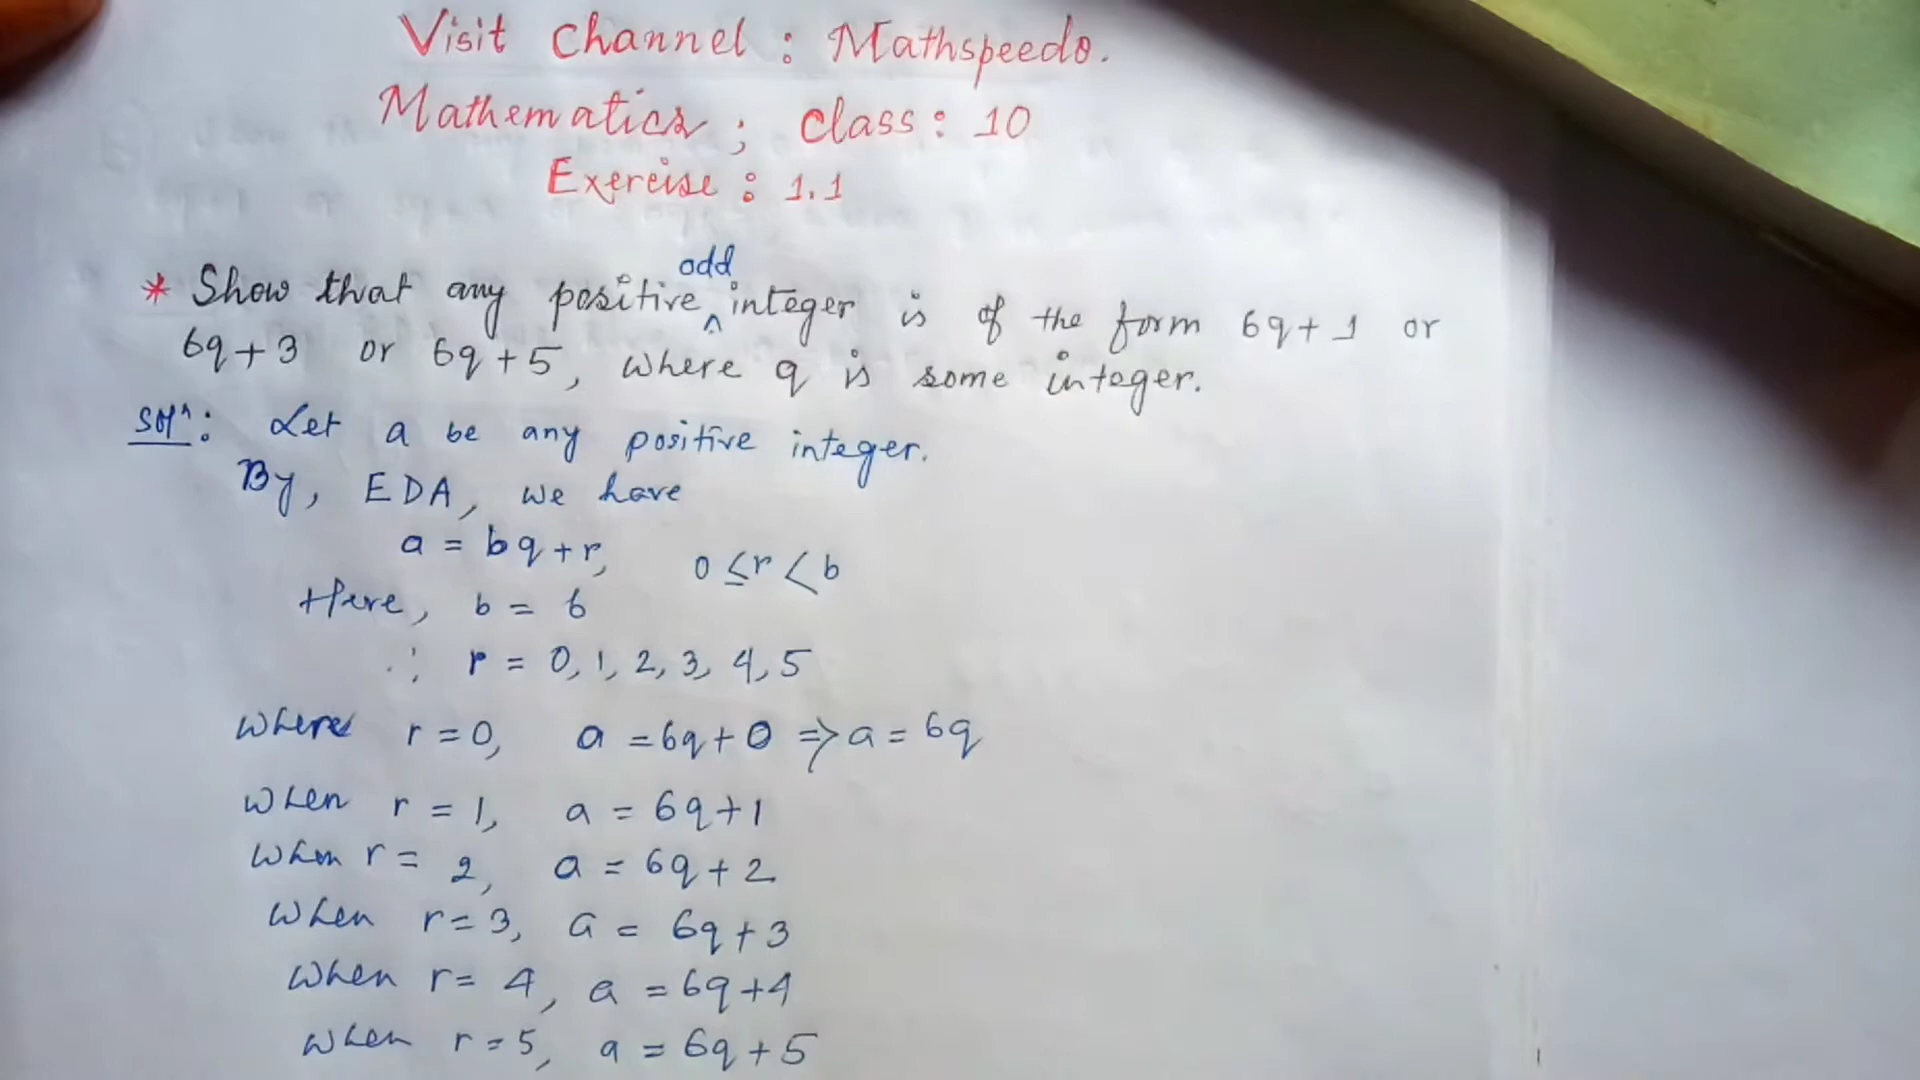 Visit Channel : Mathspeedo.
Mathematics ; Class : 10
Exercise : 1.1
odd
* Show that any positive ^ integer is of the form 6q+1 or
6q+3 or 6q+5, where q is some integer.
Solⁿ: Let a be any positive integer.
By, EDA, we have
a = bq+r, 0 ≤ r < b
Here, b = 6
∴ r = 0, 1, 2, 3, 4, 5
where r = 0, a = 6q+0 ⇒ a = 6q
when r = 1, a = 6q+1
when r = 2, a = 6q+2
when r = 3, a = 6q+3
when r = 4, a = 6q+4
when r = 5, a = 6q+5